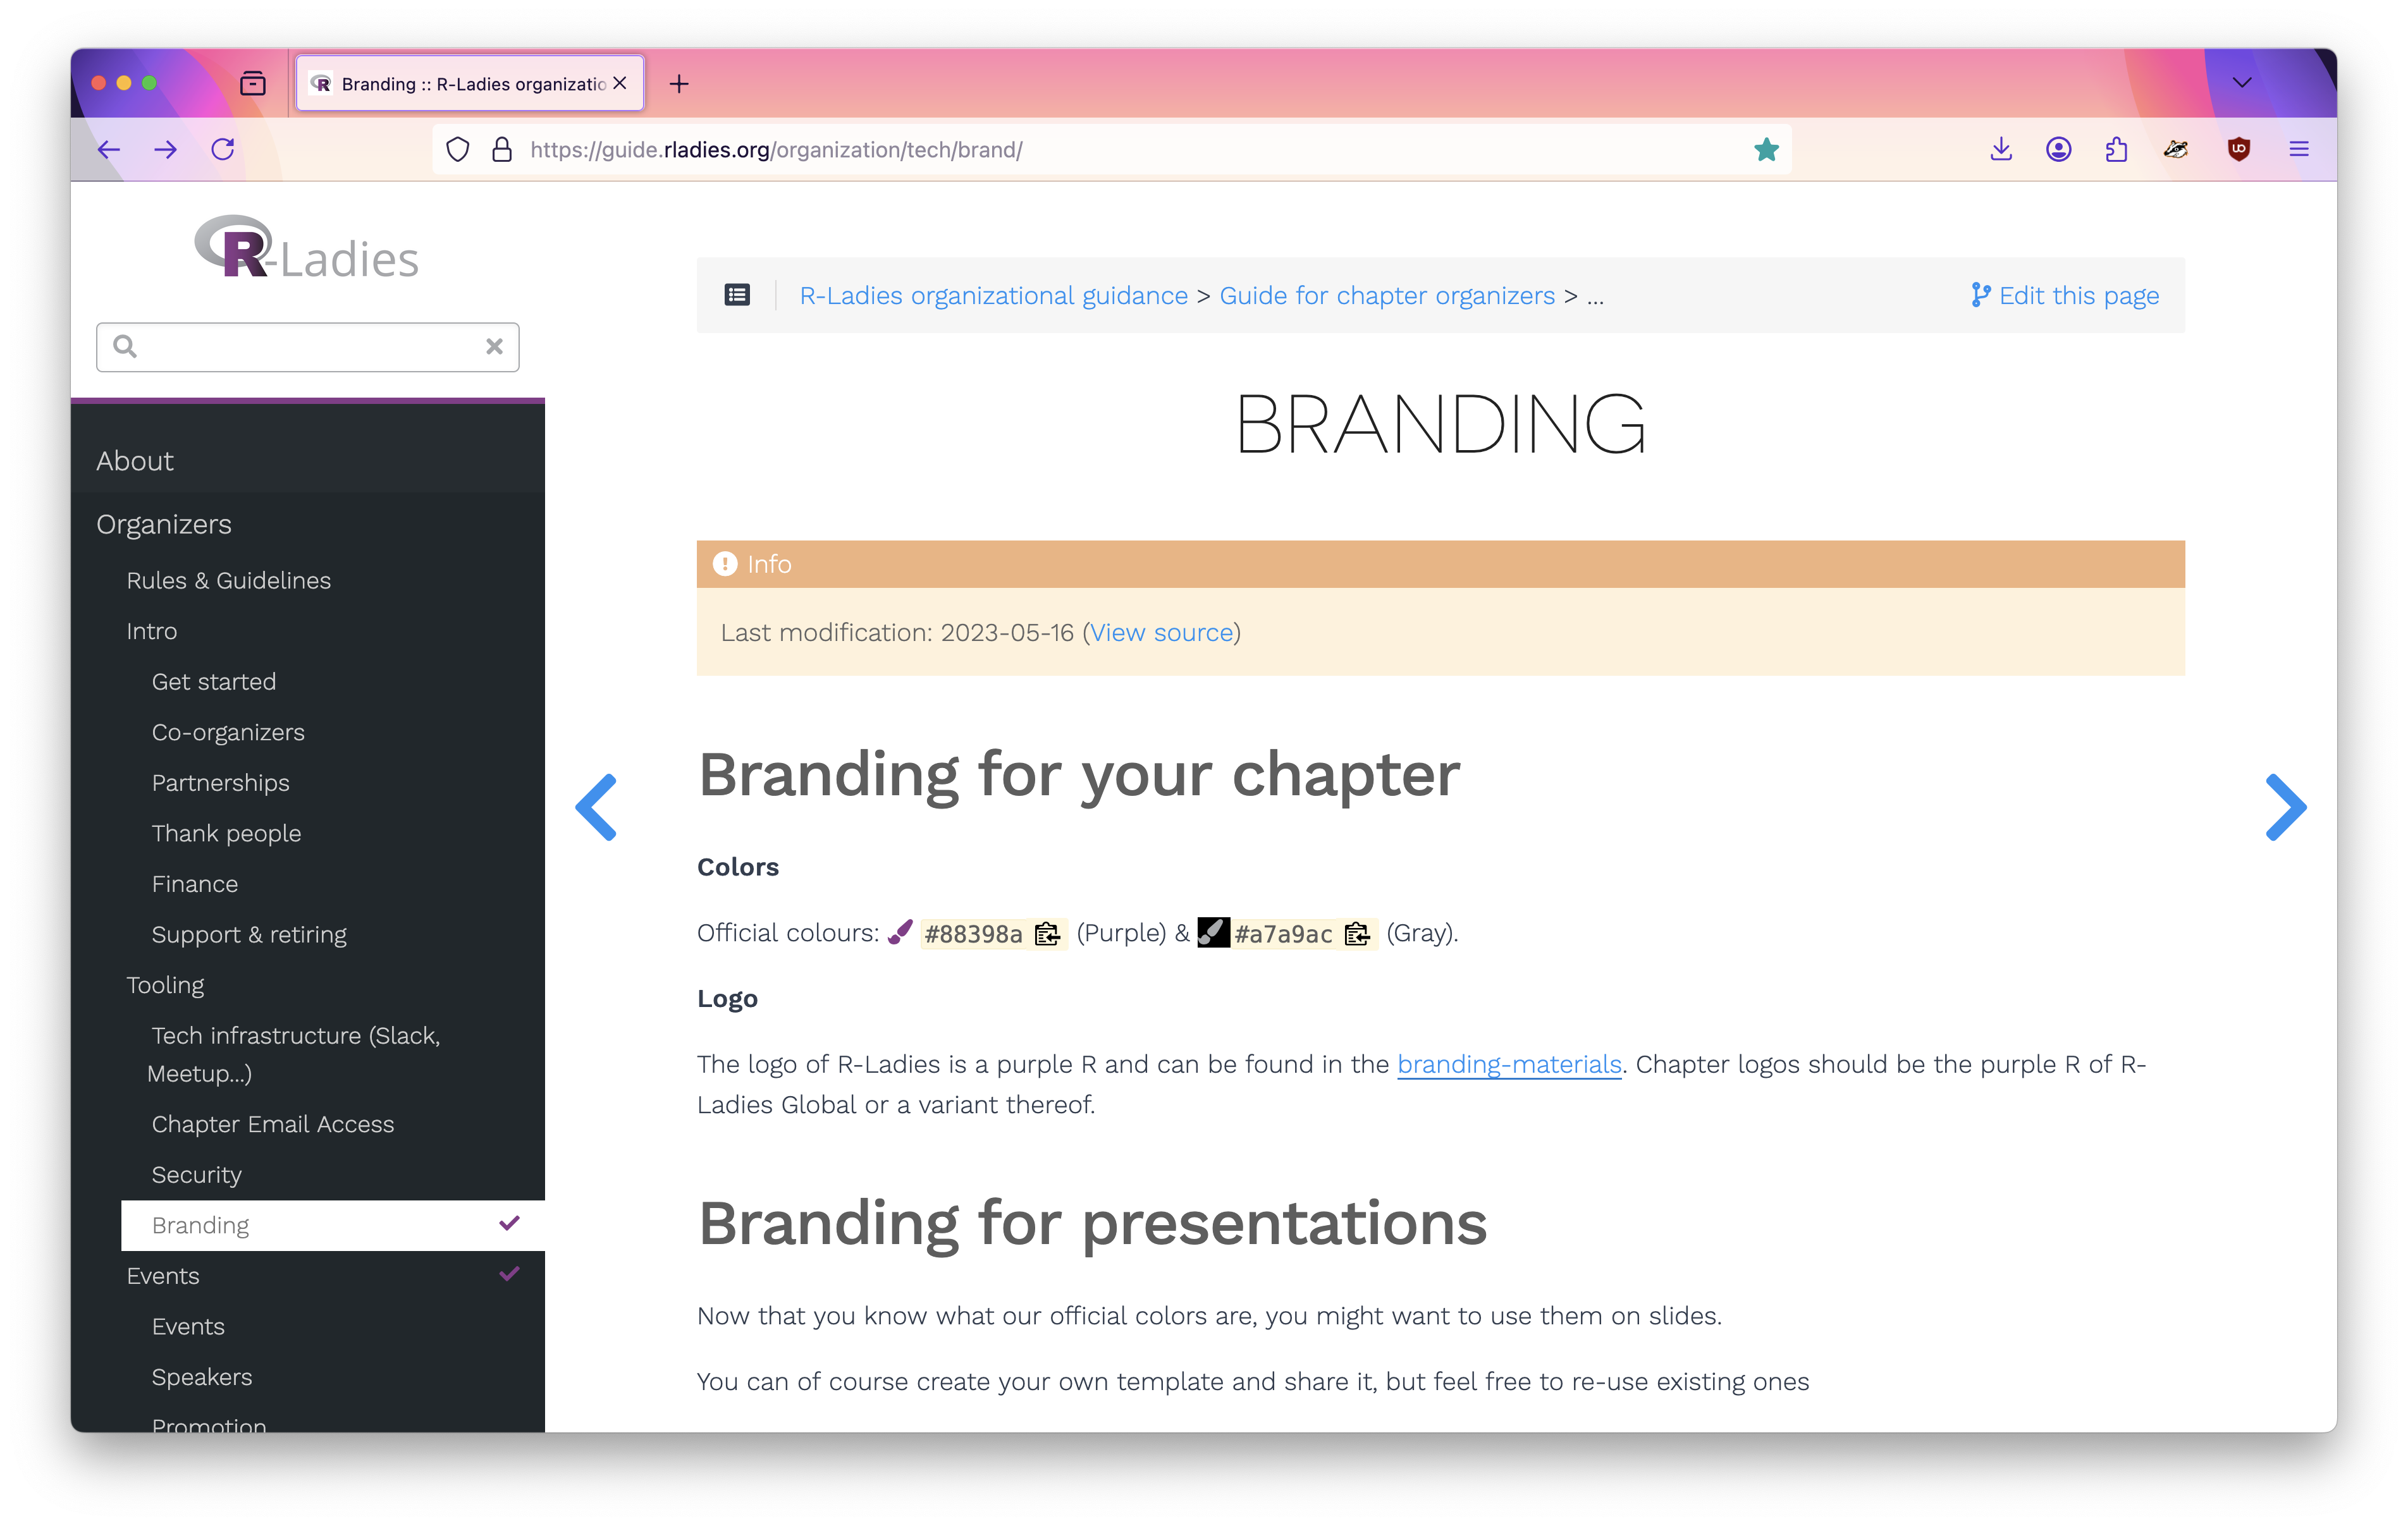 Branding :: R-Ladies organizatio
https://guide.rladies.org/organization/tech/brand/
R-Ladies
About
Organizers
Rules & Guidelines
Intro
Get started
Co-organizers
Partnerships
Thank people
Finance
Support & retiring
Tooling
Tech infrastructure (Slack,
Meetup...)
Chapter Email Access
Security
Branding
Events
Events
Speakers
Promotion
R-Ladies organizational guidance > Guide for chapter organizers > ...
Edit this page
BRANDING
Info
Last modification: 2023-05-16 (View source)
Branding for your chapter
Colors
Official colours: #88398a (Purple) & #a7a9ac (Gray).
Logo
The logo of R-Ladies is a purple R and can be found in the branding-materials. Chapter logos should be the purple R of R-
Ladies Global or a variant thereof.
Branding for presentations
Now that you know what our official colors are, you might want to use them on slides.
You can of course create your own template and share it, but feel free to re-use existing ones